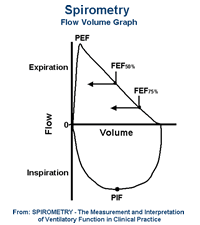 Spirometry
Flow Volume Graph
PEF
Expiration
FEF50%
FEF75%
Flow
0
Volume
Inspiration
PIF
From: SPIROMETRY - The Measurement and Interpretation
of Ventilatory Function in Clinical Practice